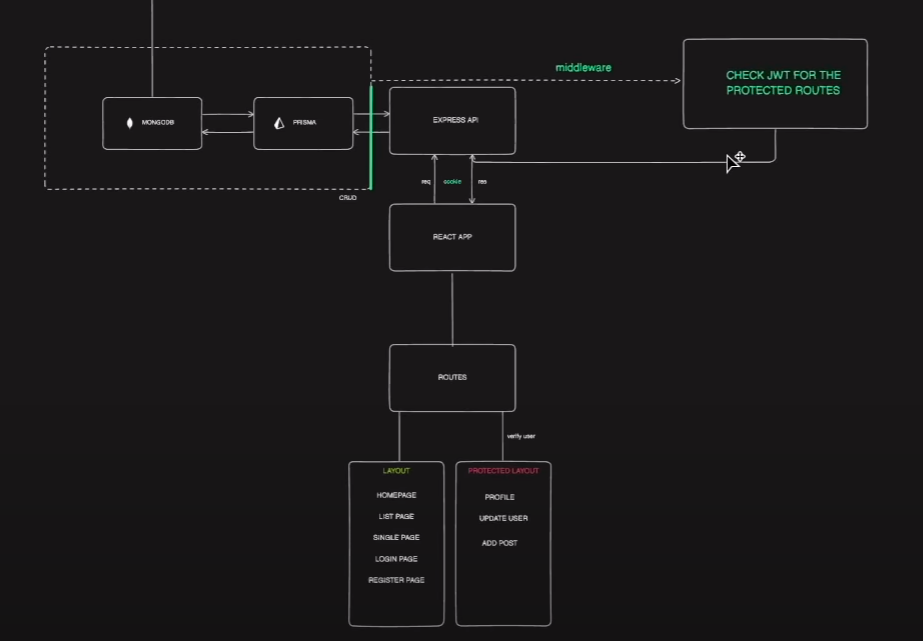 middleware
CHECK JWT FOR THE
PROTECTED ROUTES
MONGODB
PRISMA
EXPRESS API
req
cookie
res
CRUD
REACT APP
ROUTES
verify user
LAYOUT
HOMEPAGE
LIST PAGE
SINGLE PAGE
LOGIN PAGE
REGISTER PAGE
PROTECTED LAYOUT
PROFILE
UPDATE USER
ADD POST